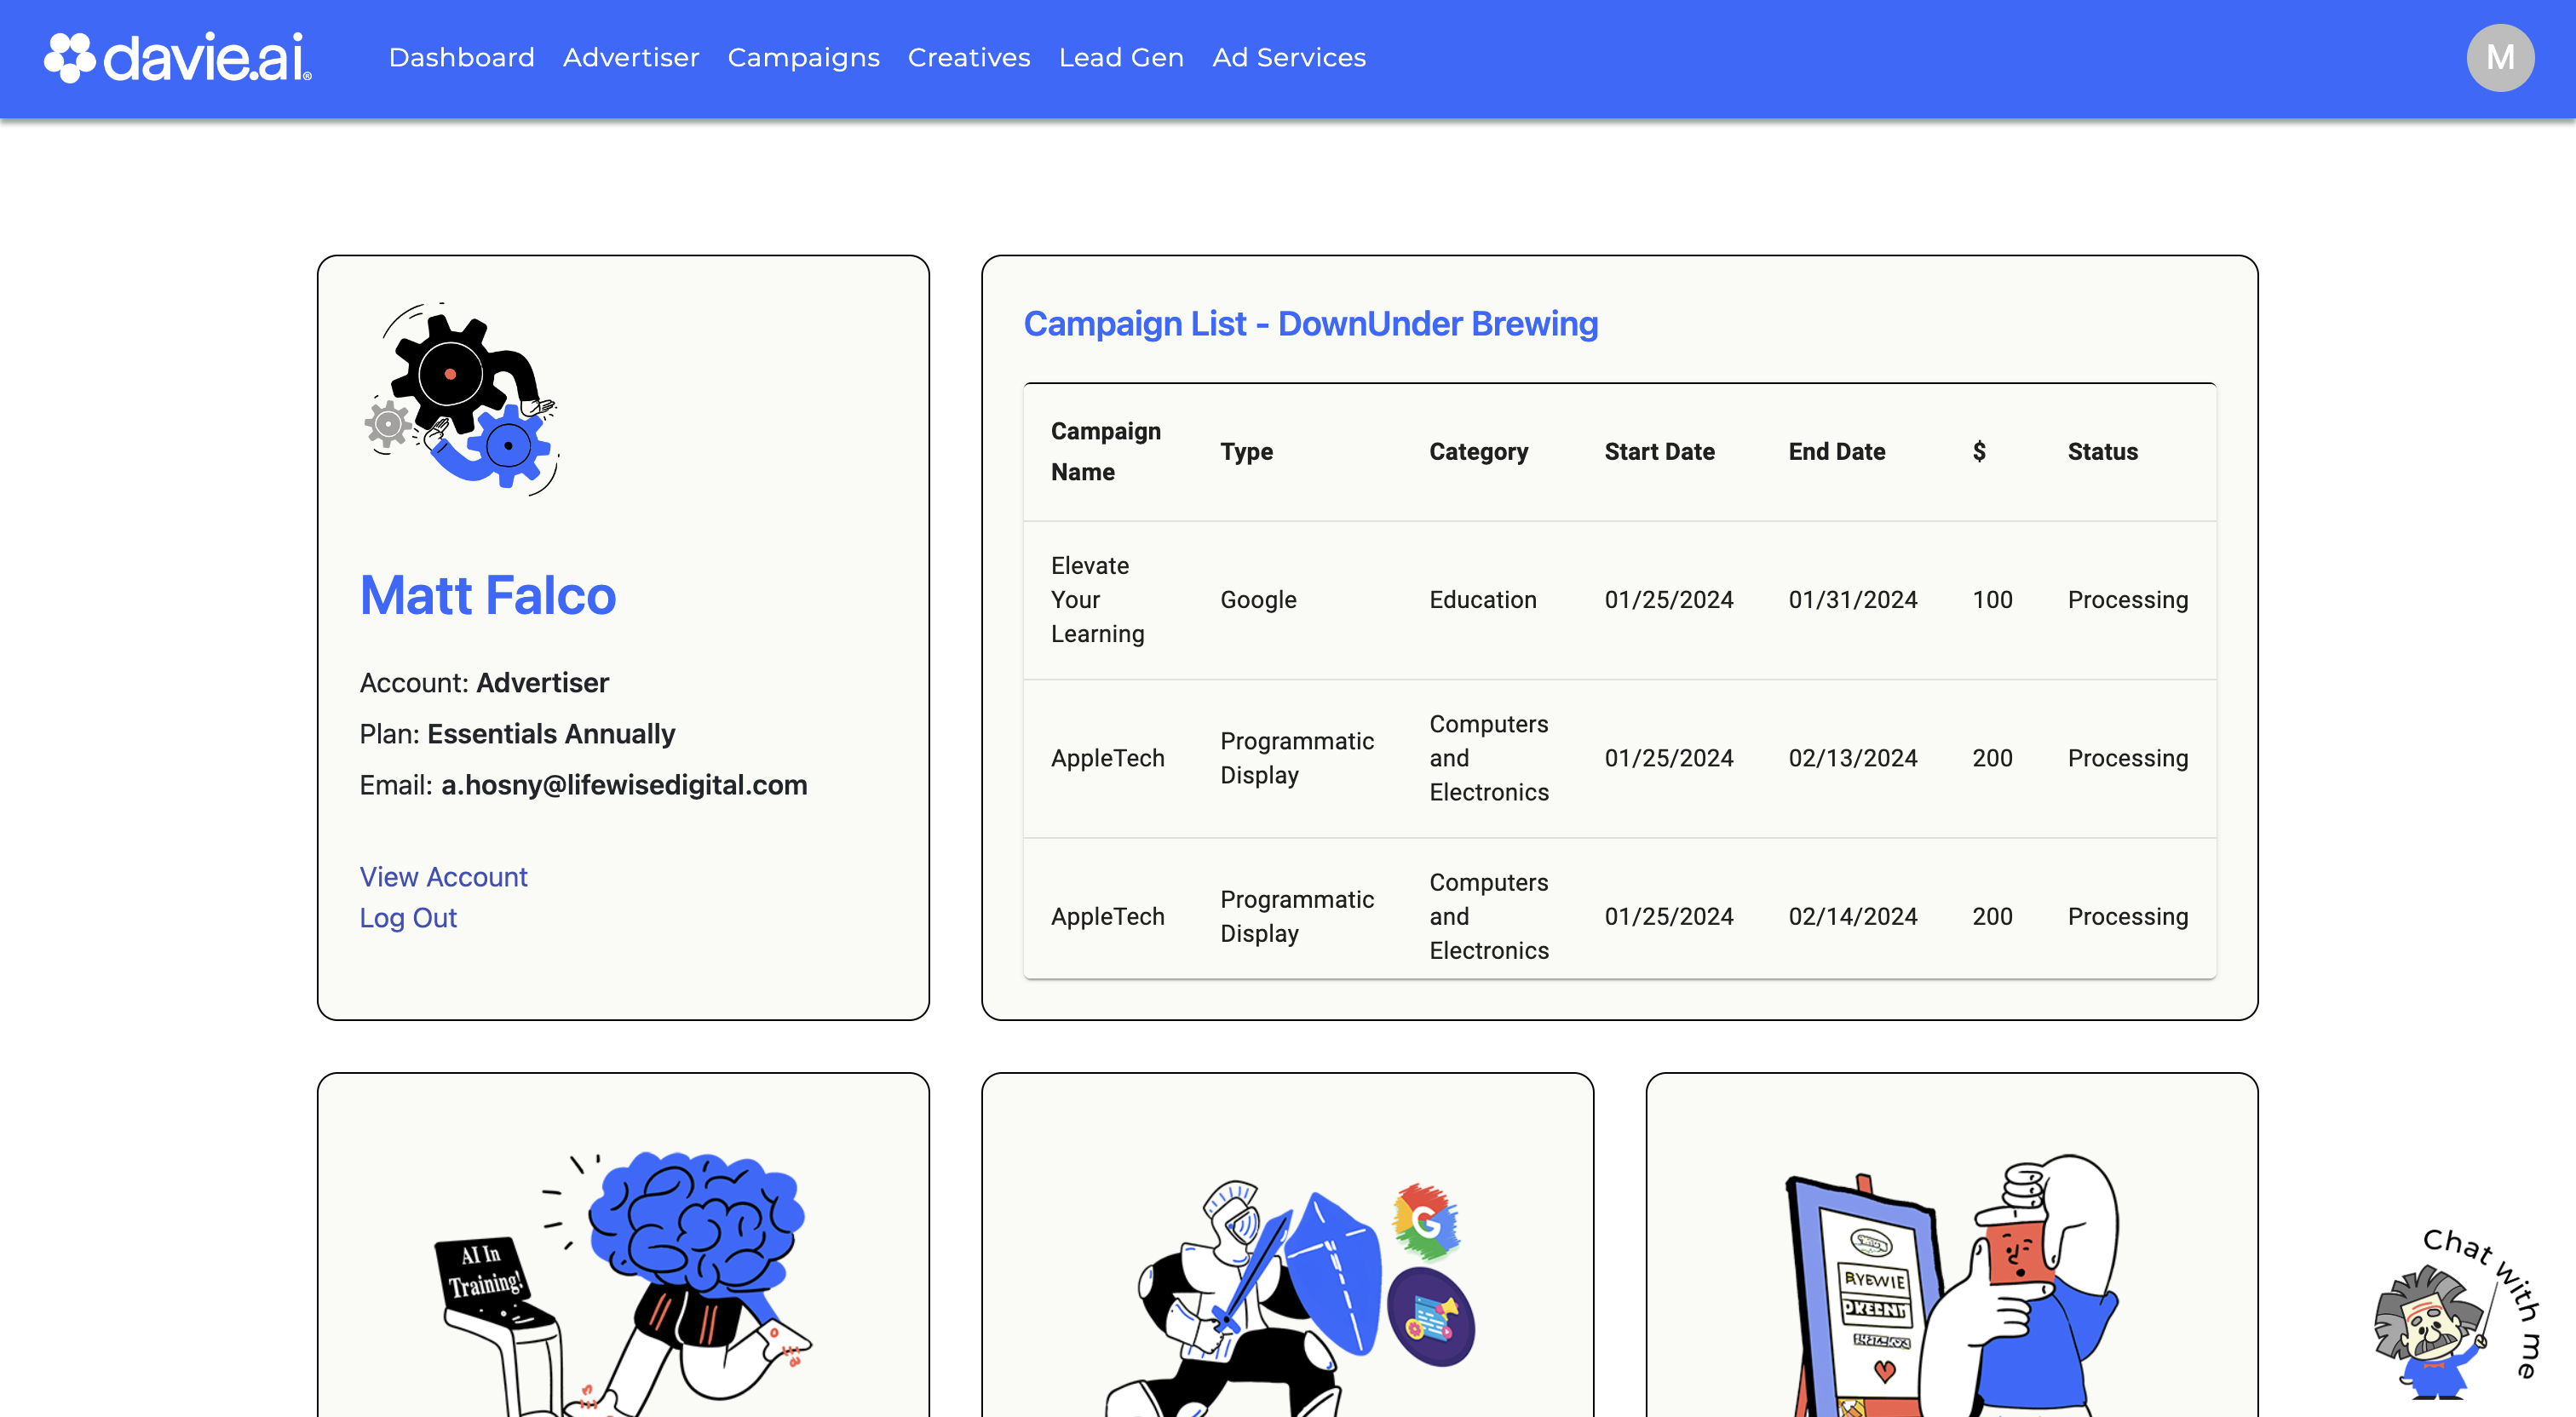 davie.ai®
Dashboard Advertiser Campaigns Creatives Lead Gen Ad Services
M
Matt Falco
Account: Advertiser
Plan: Essentials Annually
Email: a.hosny@lifewisedigital.com
View Account
Log Out
Campaign List - DownUnder Brewing
Campaign Name Type Category Start Date End Date $ Status
Elevate Your Learning Google Education 01/25/2024 01/31/2024 100 Processing
AppleTech Programmatic Display Computers and Electronics 01/25/2024 02/13/2024 200 Processing
AppleTech Programmatic Display Computers and Electronics 01/25/2024 02/14/2024 200 Processing
AI In
Training!
G
BYEWIE
Chat with me